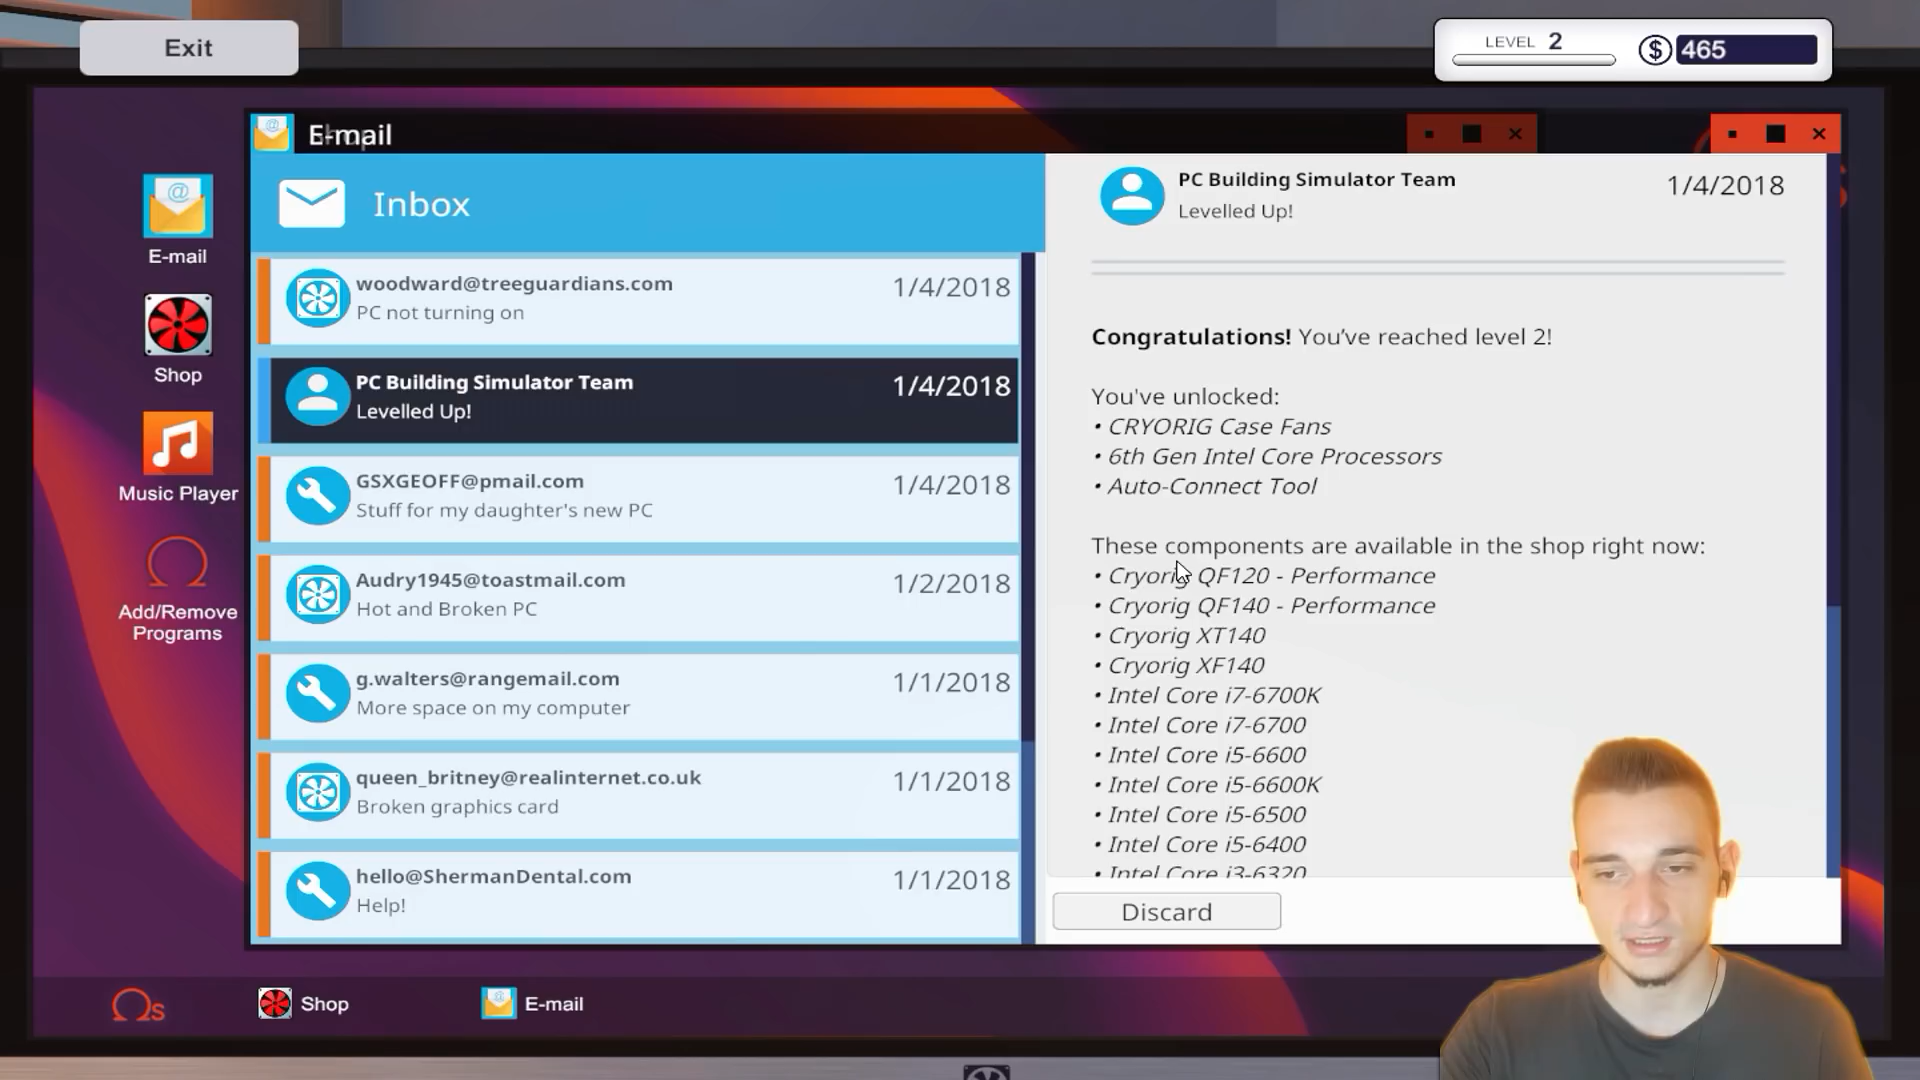 Exit
LEVEL 2
$ 465
E-mail
Inbox
E-mail
Shop
Music Player
Add/Remove
Programs
woodward@treeguardians.com 1/4/2018
PC not turning on
PC Building Simulator Team 1/4/2018
Levelled Up!
GSXGEOFF@pmail.com 1/4/2018
Stuff for my daughter's new PC
Audry1945@toastmail.com 1/2/2018
Hot and Broken PC
g.walters@rangemail.com 1/1/2018
More space on my computer
queen_britney@realinternet.co.uk 1/1/2018
Broken graphics card
hello@ShermanDental.com 1/1/2018
Help!
PC Building Simulator Team 1/4/2018
Levelled Up!
Congratulations! You've reached level 2!
You've unlocked:
• CRYORIG Case Fans
• 6th Gen Intel Core Processors
• Auto-Connect Tool
These components are available in the shop right now:
• Cryorig QF120 - Performance
• Cryorig QF140 - Performance
• Cryorig XT140
• Cryorig XF140
• Intel Core i7-6700K
• Intel Core i7-6700
• Intel Core i5-6600
• Intel Core i5-6600K
• Intel Core i5-6500
• Intel Core i5-6400
• Intel Core i3-6320
Discard
Ωs
Shop
E-mail